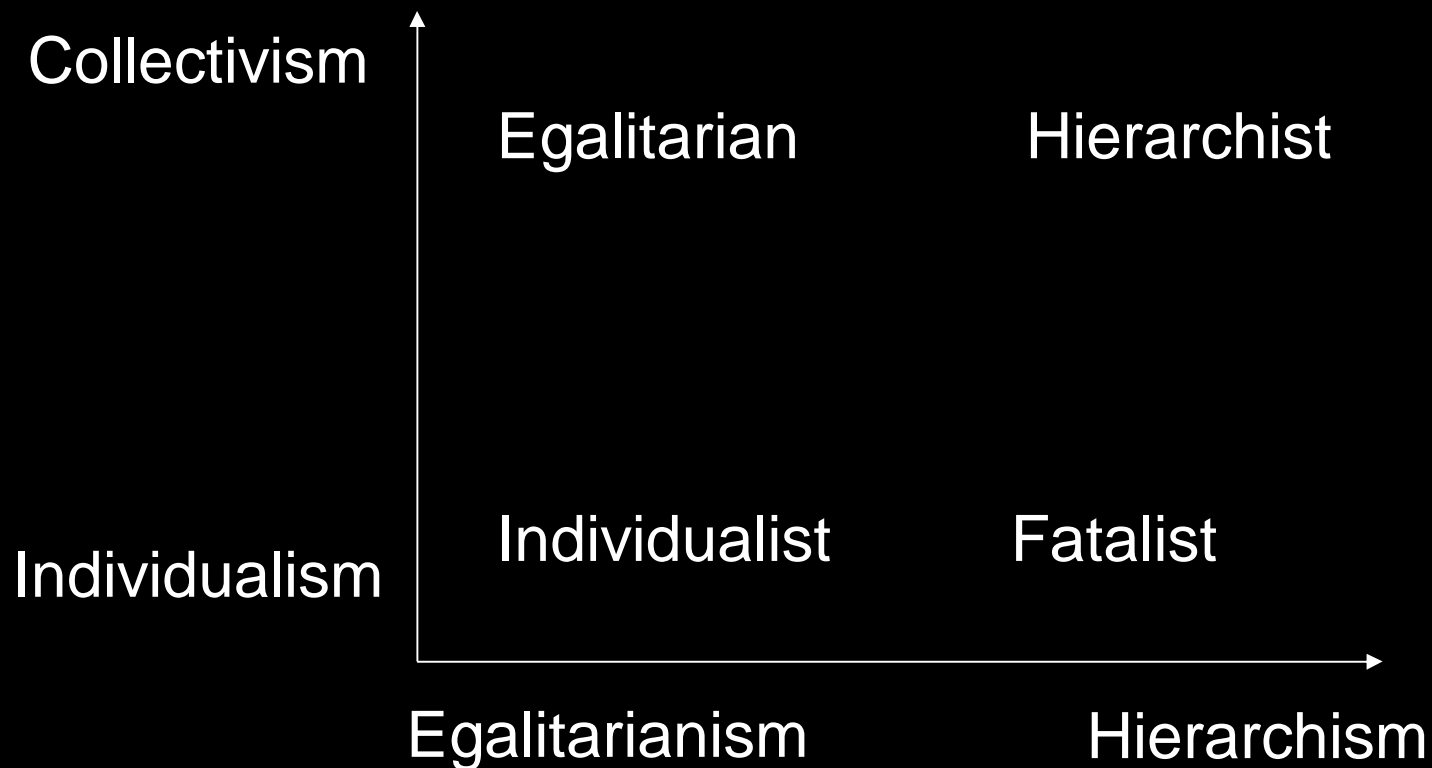 Collectivism
Egalitarian
Hierarchist
Individualist
Fatalist
Individualism
Egalitarianism
Hierarchism